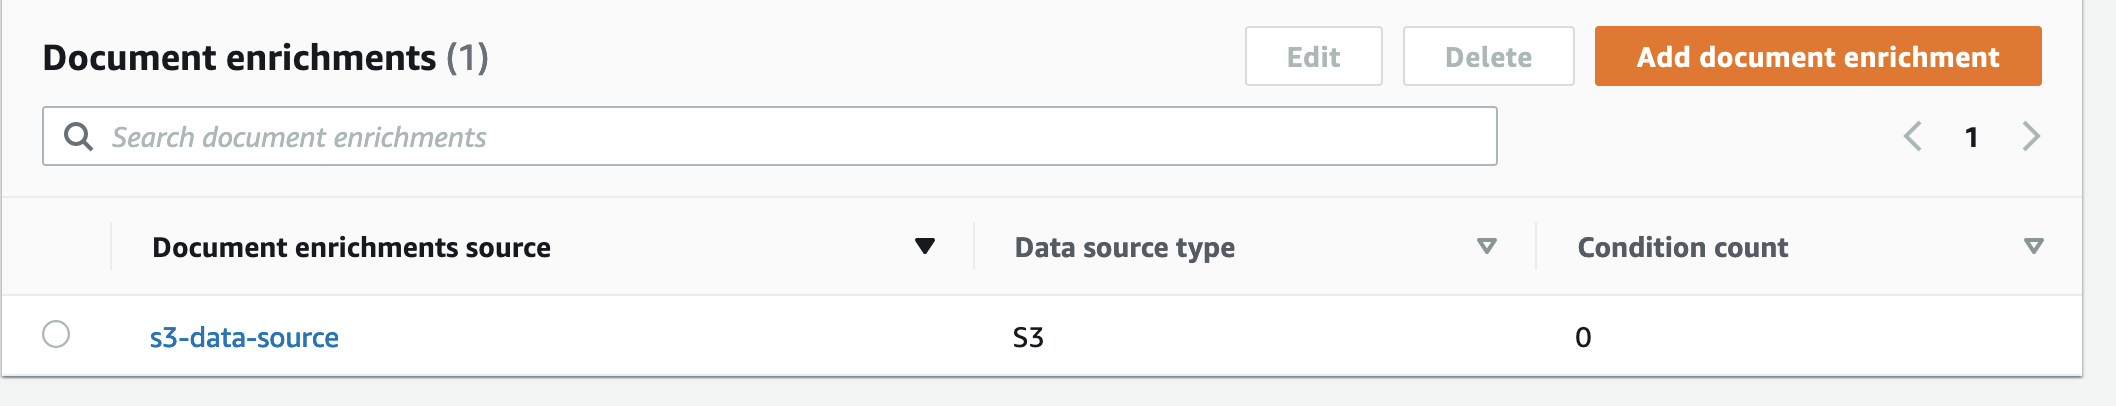 Document enrichments (1)
Edit
Delete
Add document enrichment
Search document enrichments
1
Document enrichments source
Data source type
Condition count
s3-data-source
S3
0